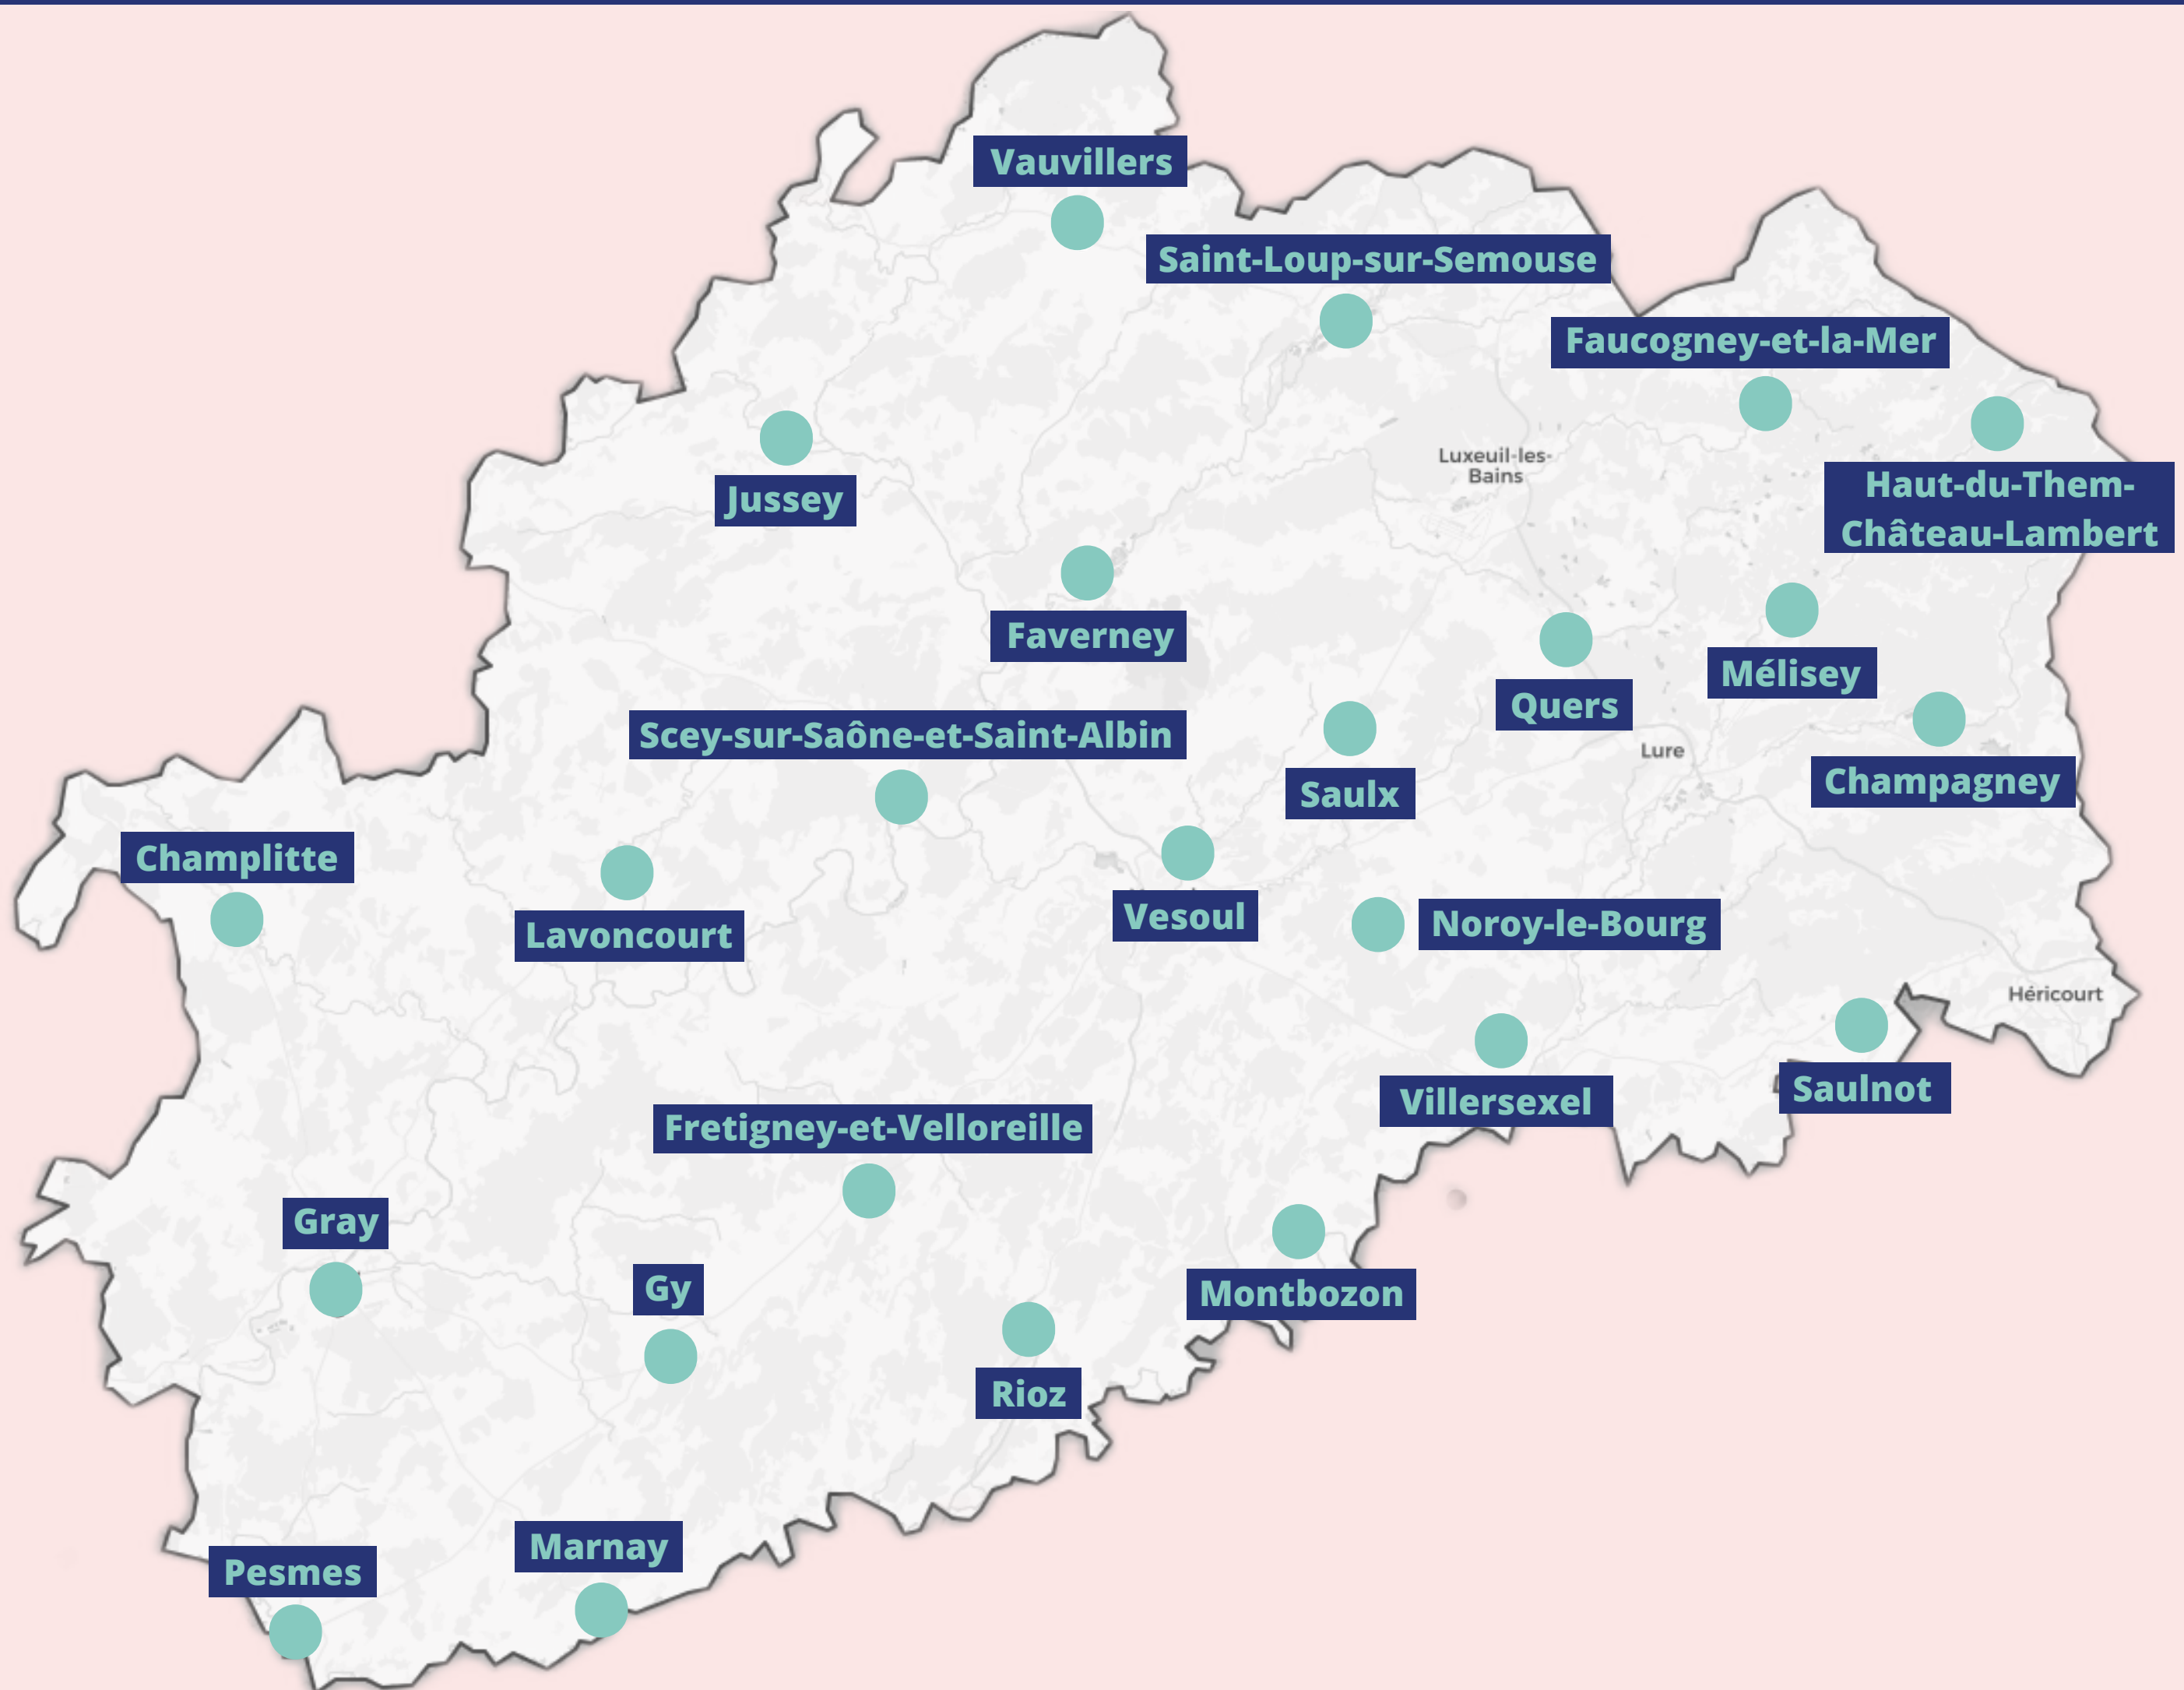 Vauvillers
Saint-Loup-sur-Semouse
Faucogney-et-la-Mer
Luxeuil-les-
Bains
Haut-du-Them-
Château-Lambert
Jussey
Faverney
Mélisey
Quers
Scey-sur-Saône-et-Saint-Albin
Lure
Champagney
Saulx
Champlitte
Vesoul
Noroy-le-Bourg
Lavoncourt
Héricourt
Saulnot
Villersexel
Fretigney-et-Velloreille
Gray
Gy
Montbozon
Rioz
Marnay
Pesmes